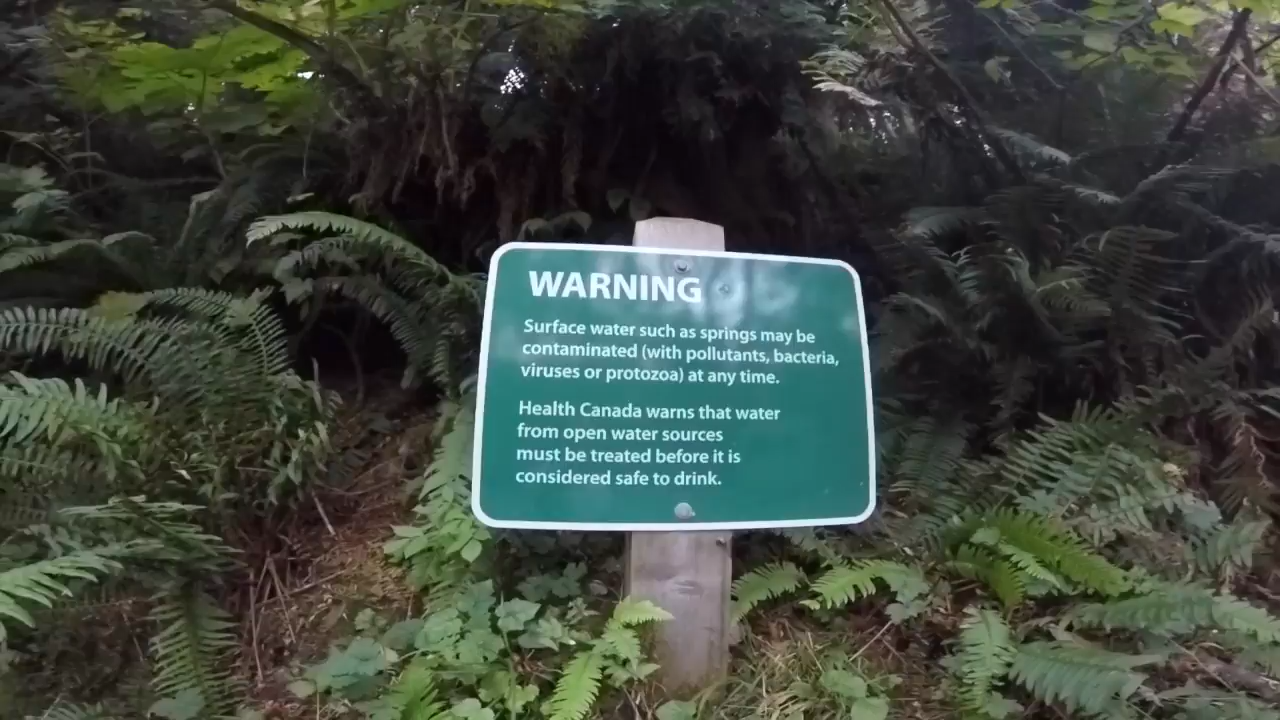 WARNING
Surface water such as springs may be
contaminated (with pollutants, bacteria,
viruses or protozoa) at any time.
Health Canada warns that water
from open water sources
must be treated before it is
considered safe to drink.